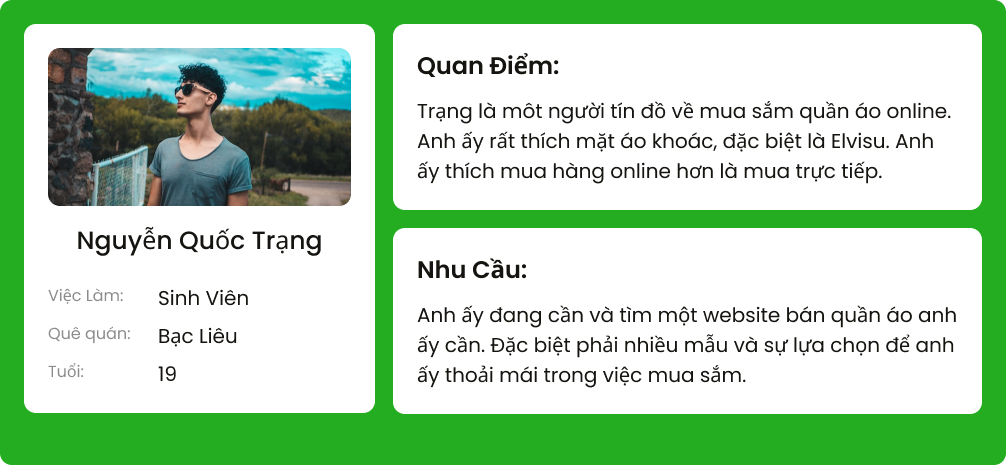 Nguyễn Quốc Trạng
Việc Làm: Sinh Viên
Quê quán: Bạc Liêu
Tuổi: 19
Quan Điểm:
Trạng là môt người tín đồ về mua sắm quần áo online.
Anh ấy rất thích mặt áo khoác, đặc biệt là Elvisu. Anh
ấy thích mua hàng online hơn là mua trực tiếp.
Nhu Cầu:
Anh ấy đang cần và tìm một website bán quần áo anh
ấy cần. Đặc biệt phải nhiều mẫu và sự lựa chọn để anh
ấy thoải mái trong việc mua sắm.